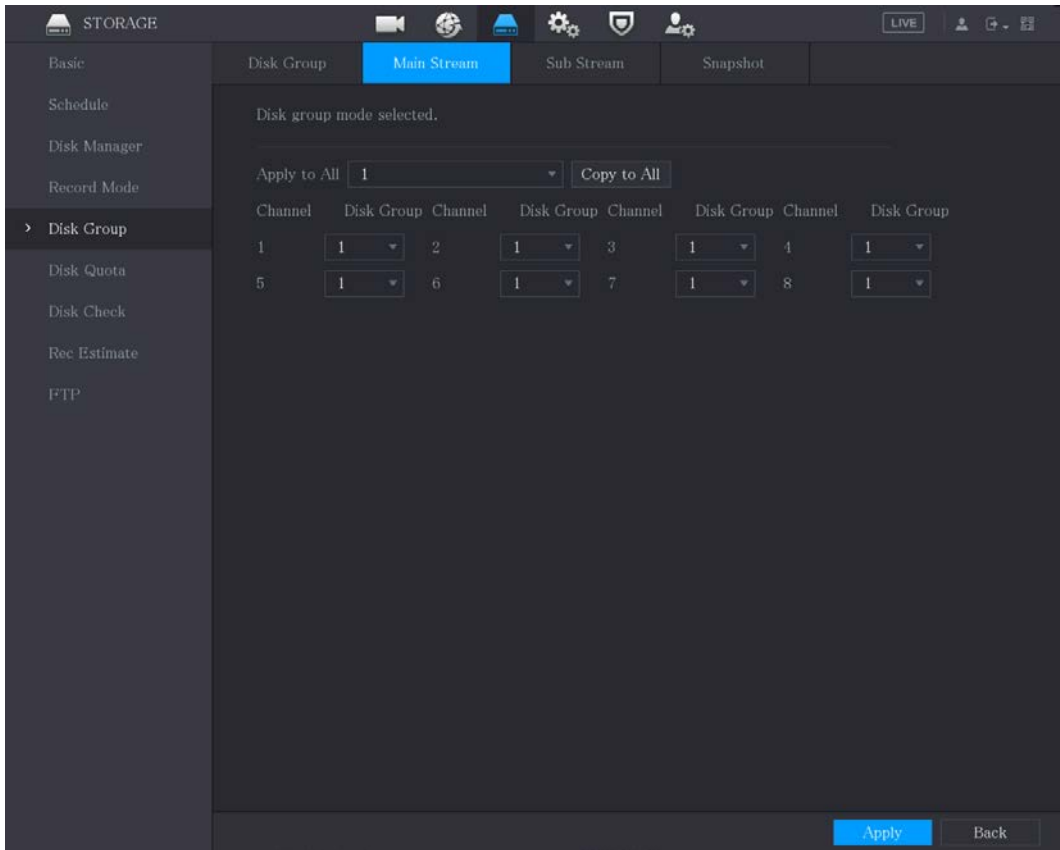 STORAGE
LIVE
Basic
Schedule
Disk Manager
Record Mode
Disk Group
Disk Quota
Disk Check
Rec Estimate
FTP
Disk Group Main Stream Sub Stream Snapshot
Disk group mode selected.
Apply to All 1 Copy to All
Channel Disk Group Channel Disk Group Channel Disk Group Channel Disk Group
1 1 2 1 3 1 4 1
5 1 6 1 7 1 8 1
Apply Back